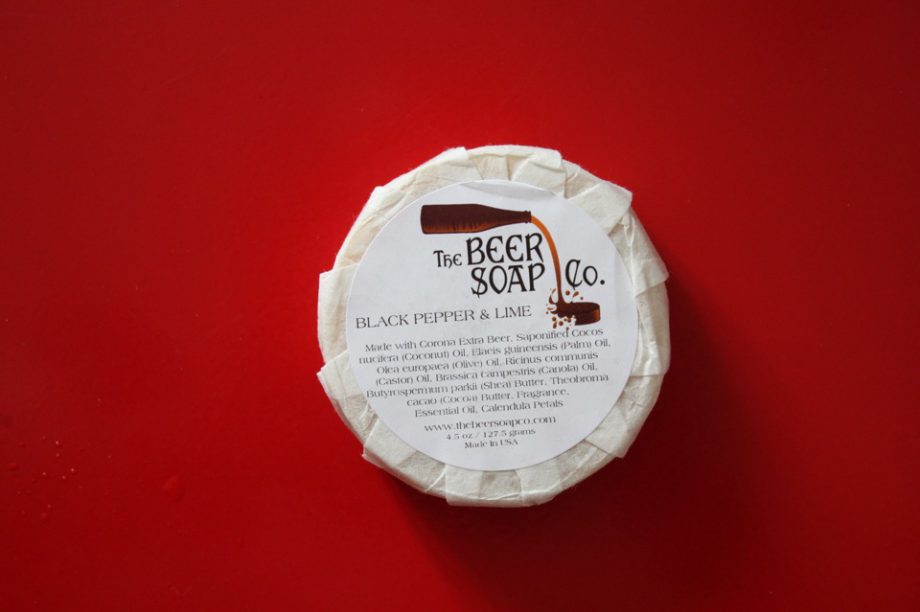 The BEER
SOAP Co.
BLACK PEPPER & LIME
Made with Corona Extra Beer, Saponified Cocos
nucifera (Coconut) Oil, Elaeis guineensis (Palm) Oil,
Olea europaea (Olive) Oil, Ricinus communis
(Castor) Oil, Brassica campestris (Canola) Oil,
Butyrospermum parkii (Shea) Butter, Theobroma
cacao (Cocoa) Butter, Fragrance,
Essential Oil, Calendula Petals
www.thebeersoapco.com
4.5 oz / 127.5 grams
Made in USA